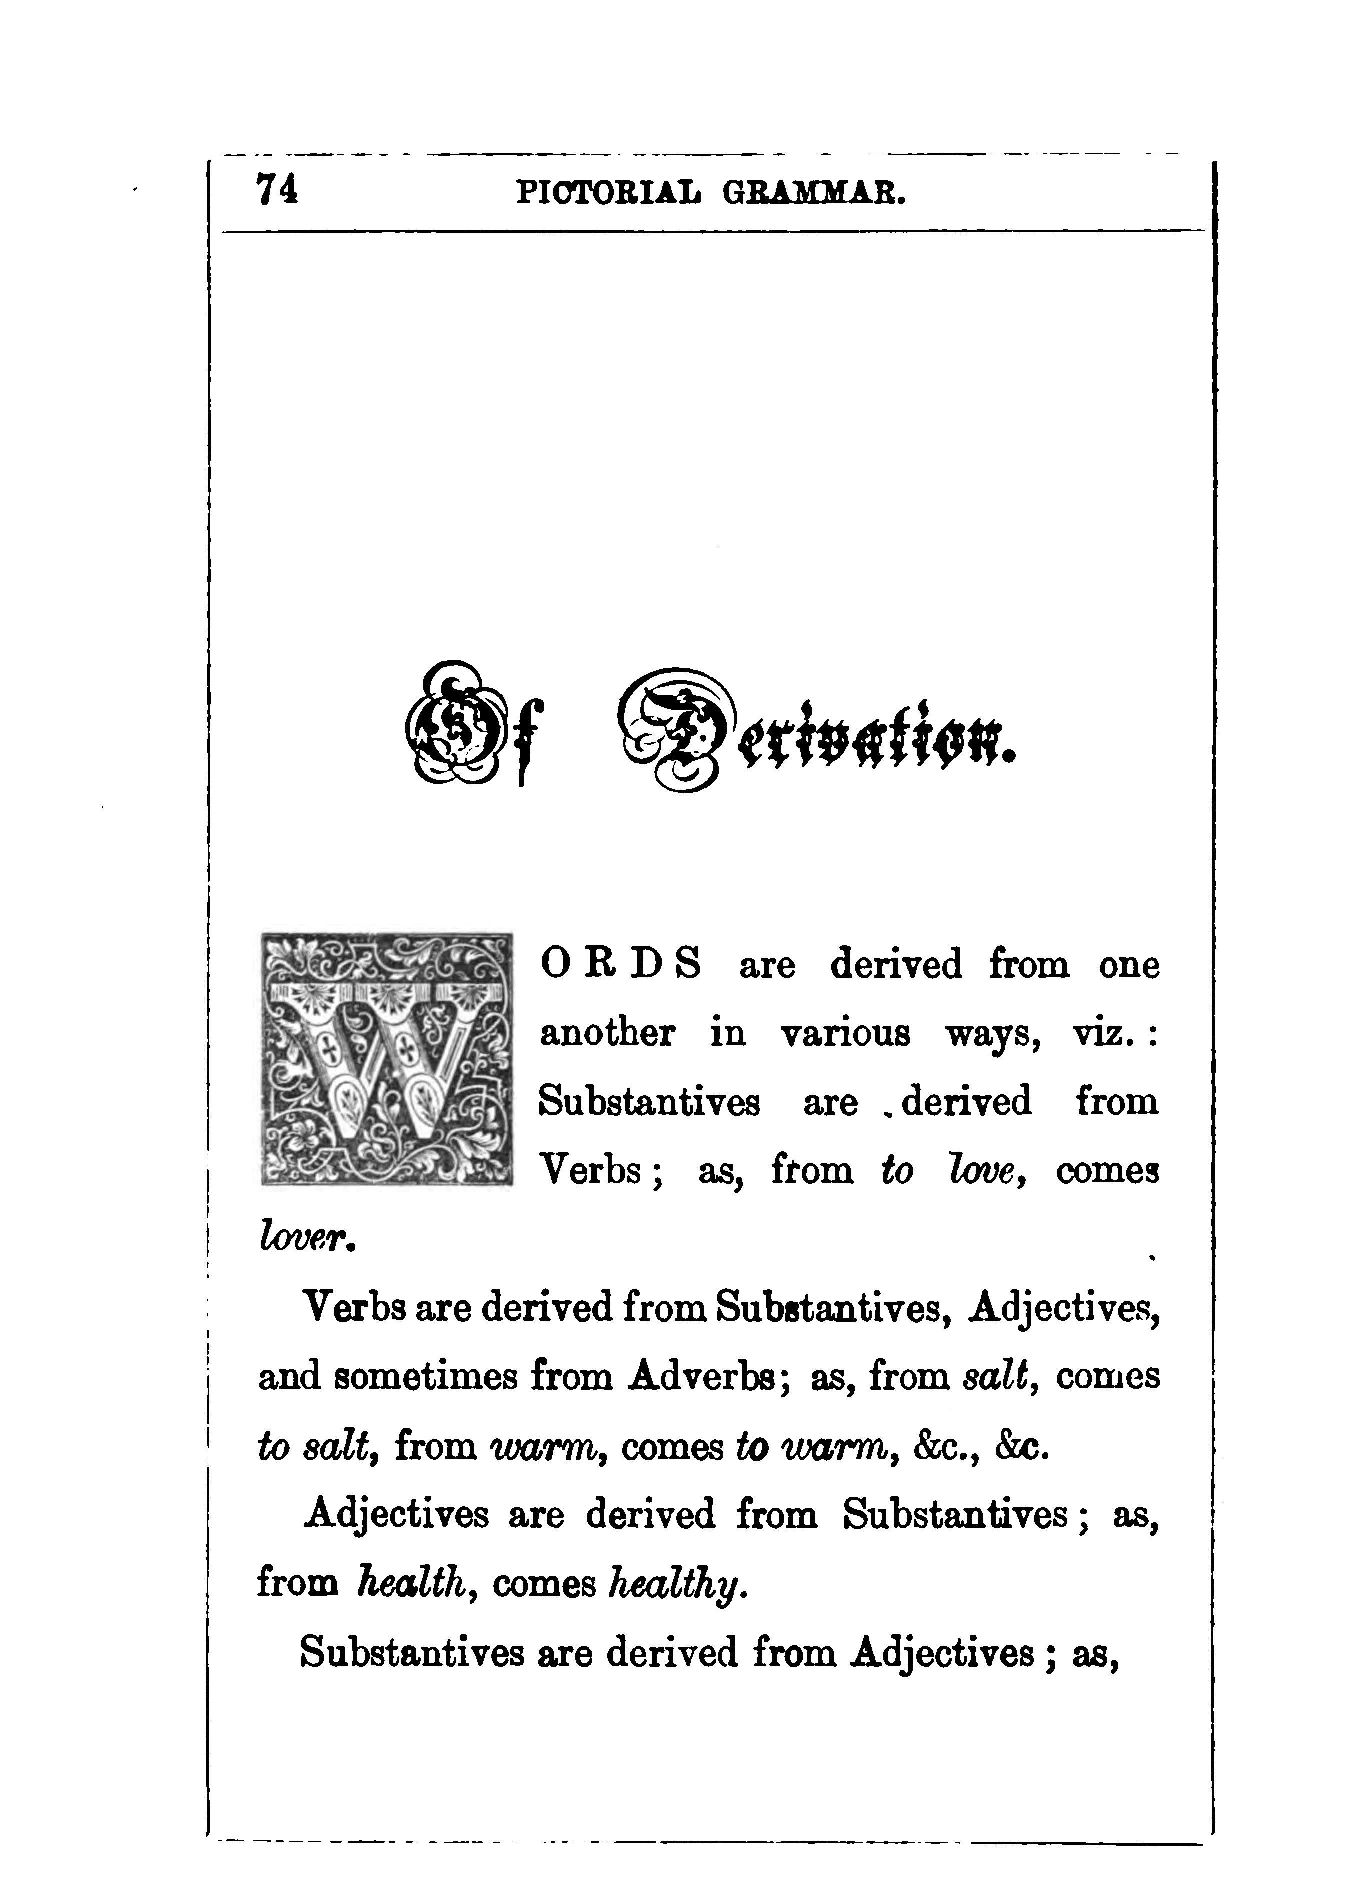 74 PICTORIAL GRAMMAR.
Of Derivation.
WORDS are derived from one
another in various ways, viz. :
Substantives are derived from
Verbs ; as, from to love, comes
lover.
Verbs are derived from Substantives, Adjectives,
and sometimes from Adverbs; as, from salt, comes
to salt, from warm, comes to warm, &c., &c.
Adjectives are derived from Substantives ; as,
from health, comes healthy.
Substantives are derived from Adjectives ; as,